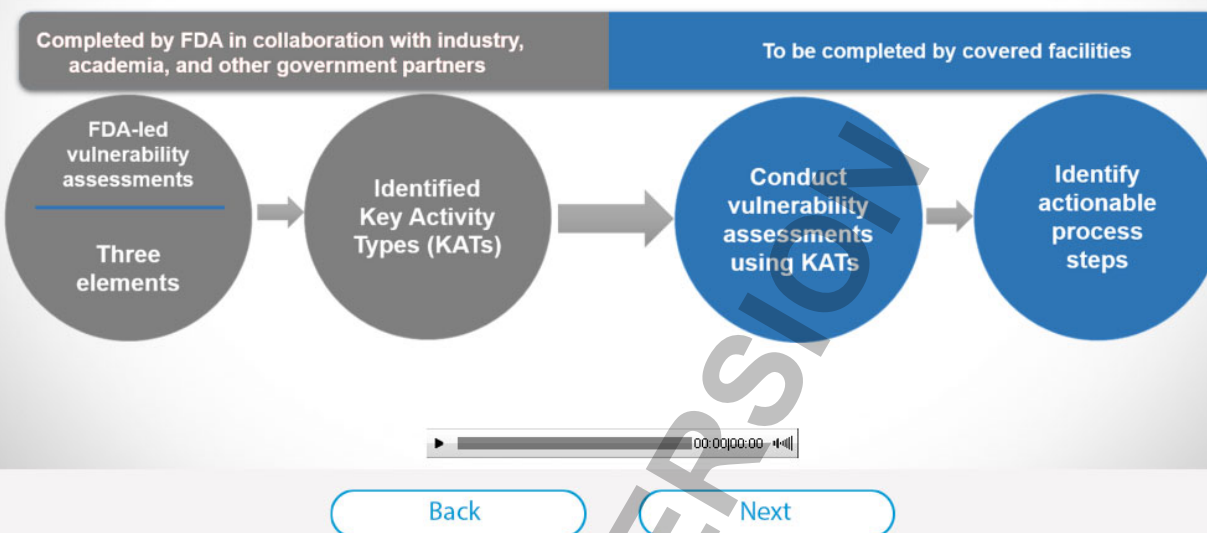 Completed by FDA in collaboration with industry,
academia, and other government partners
To be completed by covered facilities
FDA-led
vulnerability
assessments
Three
elements
Identified
Key Activity
Types (KATs)
Conduct
vulnerability
assessments
using KATs
Identify
actionable
process
steps
00:00|00:00
Back
Next
ERSION